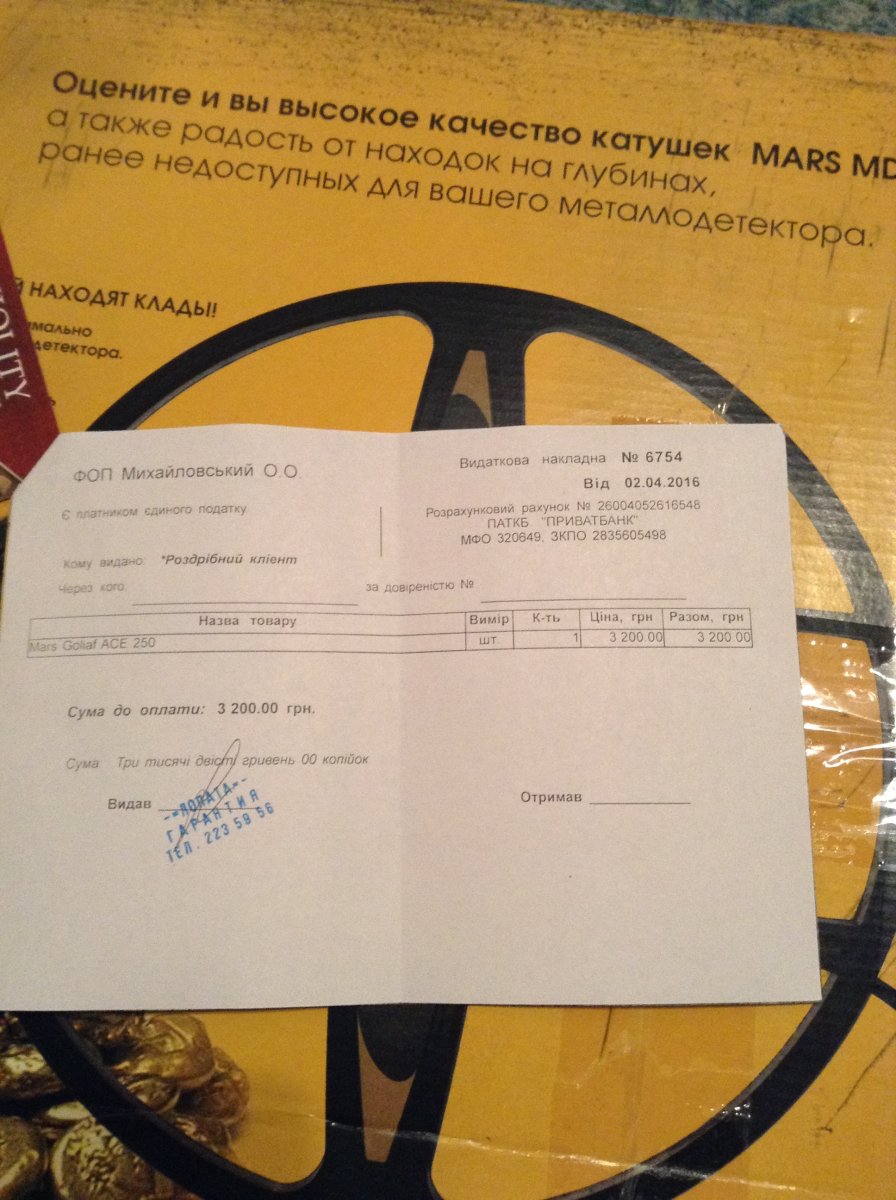 Оцените и вы высокое качество катушек MARS MD
а также радость от находок на глубинах,
ранее недоступных для вашего металлодетектора.
Й НАХОДЯТ КЛАДЫ!
детектора.
ФОП Михайловський О.О.
Є платником єдиного податку
Видаткова накладна № 6754
Від 02.04.2016
Розрахунковий рахунок № 26004052616548
ПАТКБ "ПРИВАТБАНК"
МФО 320649, ЗКПО 2835605498
Кому видано: *Роздрібний клієнт
Через кого за довіреністю №
Назва товару Вимір К-ть Ціна, грн Разом, грн
Mars Goliaf ACE 250 шт. 1 3 200.00 3 200.00
Сума до оплати: 3 200.00 грн.
Сума Три тисячі двісті гривень 00 копійок
Видав Отримав
-=ЛОПАТА=-
ГАРАНТИЯ
ТЕЛ. 223 59 56